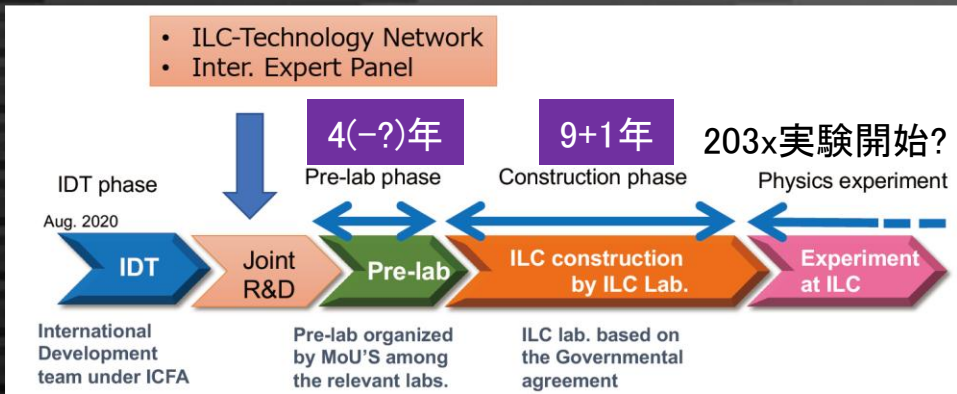 • ILC-Technology Network
• Inter. Expert Panel
4(-?)年
9+1年
203x実験開始?
IDT phase
Pre-lab phase
Construction phase
Physics experiment
Aug. 2020
IDT
Joint
R&D
Pre-lab
ILC construction
by ILC Lab.
Experiment
at ILC
International
Development
team under ICFA
Pre-lab organized
by MoU'S among
the relevant labs.
ILC lab. based on
the Governmental
agreement